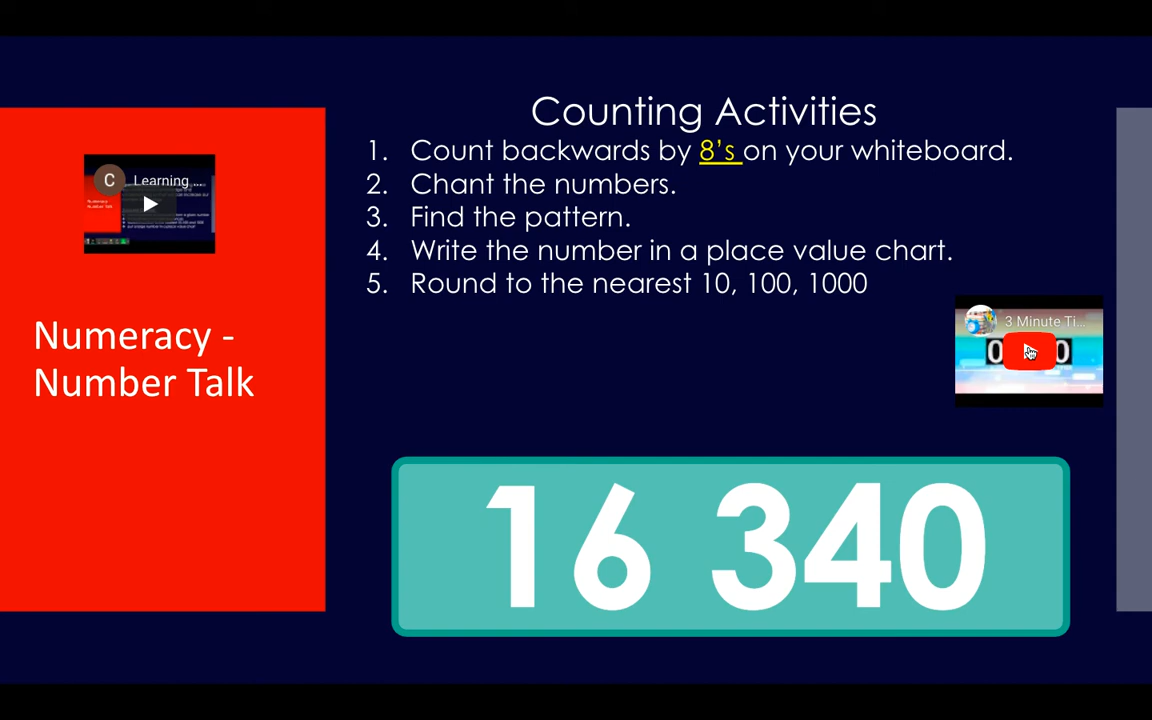 Counting Activities
1. Count backwards by 8's on your whiteboard.
2. Chant the numbers.
3. Find the pattern.
4. Write the number in a place value chart.
5. Round to the nearest 10, 100, 1000
C Learning ...
Numeracy -
Number Talk
3 Minute Ti...
16 340